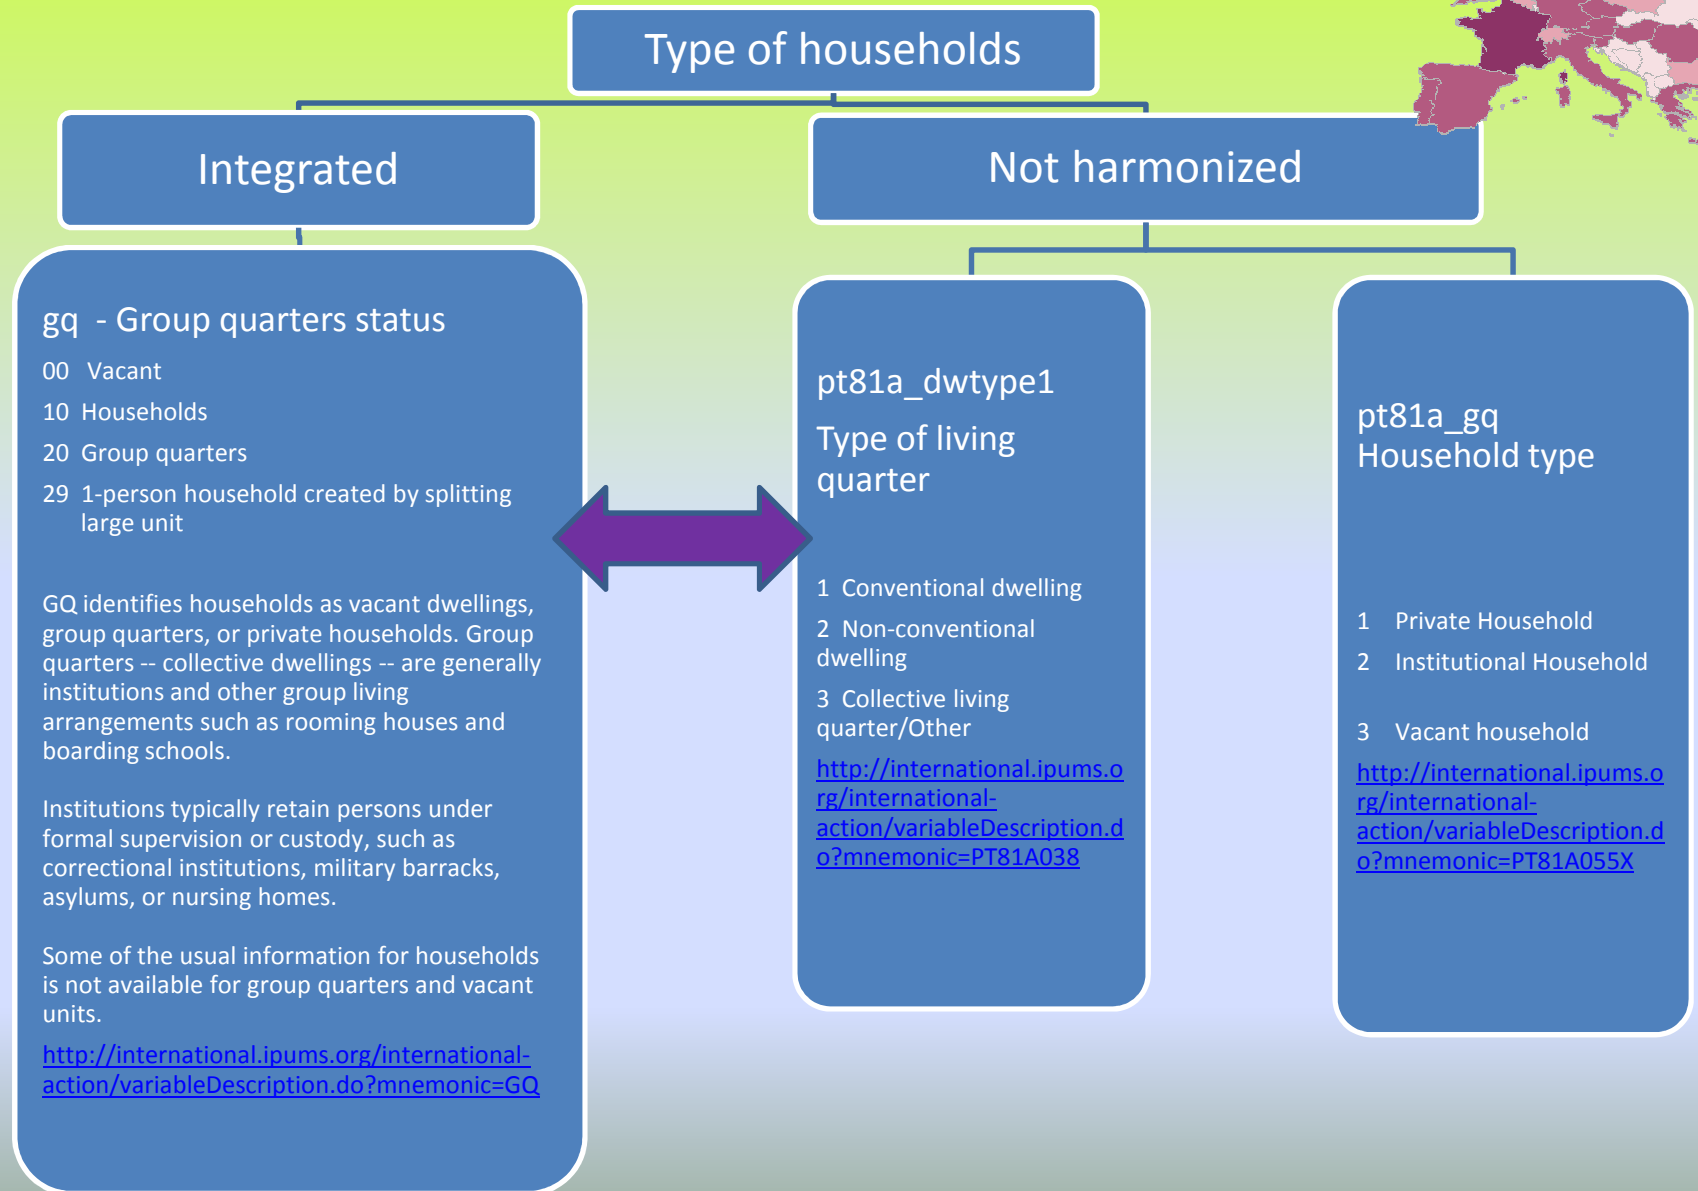 Type of households
Integrated
Not harmonized
gq - Group quarters status
00 Vacant
10 Households
20 Group quarters
29 1-person household created by splitting
large unit
GQ identifies households as vacant dwellings,
group quarters, or private households. Group
quarters -- collective dwellings -- are generally
institutions and other group living
arrangements such as rooming houses and
boarding schools.
Institutions typically retain persons under
formal supervision or custody, such as
correctional institutions, military barracks,
asylums, or nursing homes.
Some of the usual information for households
is not available for group quarters and vacant
units.
http://international.ipums.org/international-
action/variableDescription.do?mnemonic=GQ
pt81a_dwtype1
Type of living
quarter
1 Conventional dwelling
2 Non-conventional
dwelling
3 Collective living
quarter/Other
http://international.ipums.o
rg/international-
action/variableDescription.d
o?mnemonic=PT81A038
pt81a_gq
Household type
1 Private Household
2 Institutional Household
3 Vacant household
http://international.ipums.o
rg/international-
action/variableDescription.d
o?mnemonic=PT81A055X